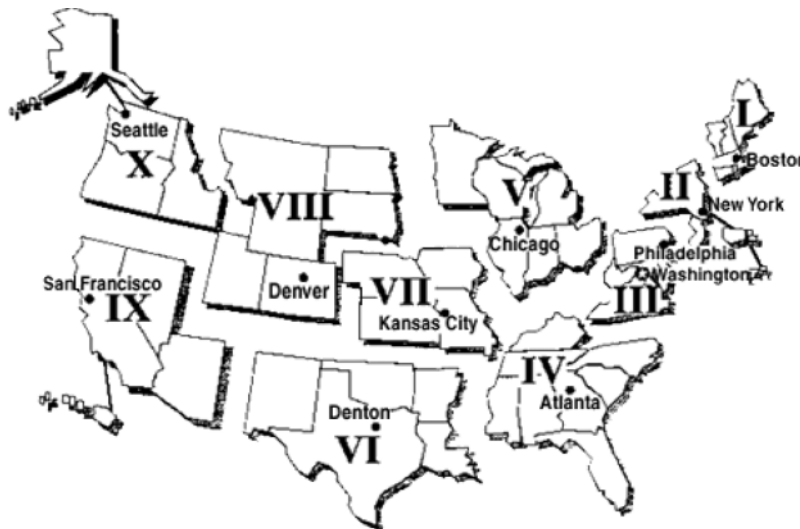 I
Seattle
Boston
X
II
V
VIII
New York
Chicago
Philadelphia
Washington
San Francisco
Denver
VII
III
IX
Kansas City
IV
Atlanta
Denton
VI